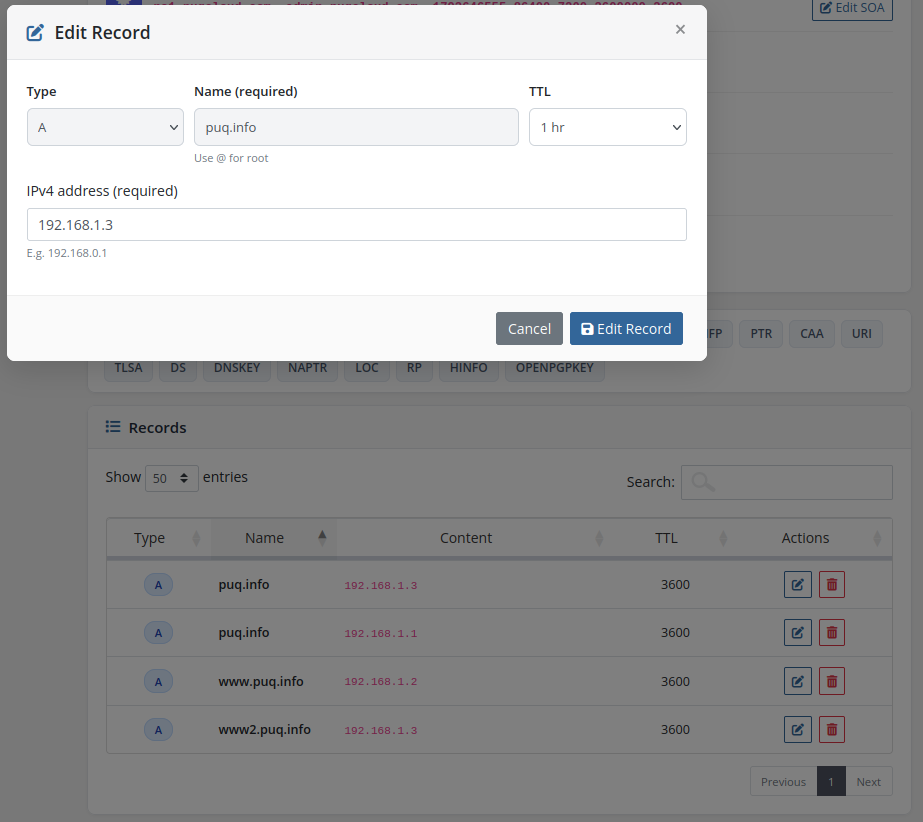 Edit SOA
Edit Record ×
Type Name (required) TTL
A puq.info 1 hr
Use @ for root
IPv4 address (required)
192.168.1.3
E.g. 192.168.0.1
Cancel Edit Record
FP PTR CAA URI
TLSA DS DNSKEY NAPTR LOC RP HINFO OPENPGPKEY
Records
Show 50 entries
Search:
Type Name Content TTL Actions
A puq.info 192.168.1.3 3600
A puq.info 192.168.1.1 3600
A www.puq.info 192.168.1.2 3600
A www2.puq.info 192.168.1.3 3600
Previous 1 Next